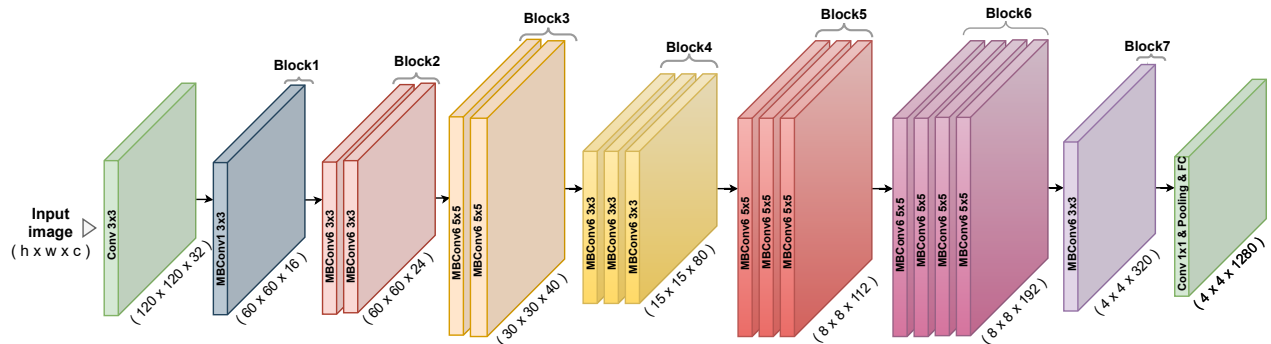 Input
image
( h x w x c )
Conv 3x3
( 120 x 120 x 32 )
Block1
MBConv1 3x3
( 60 x 60 x 16 )
Block2
MBConv6 3x3
MBConv6 3x3
( 60 x 60 x 24 )
Block3
MBConv6 5x5
MBConv6 5x5
( 30 x 30 x 40 )
Block4
MBConv6 3x3
MBConv6 3x3
MBConv6 3x3
( 15 x 15 x 80 )
Block5
MBConv6 5x5
MBConv6 5x5
MBConv6 5x5
( 8 x 8 x 112 )
Block6
MBConv6 5x5
MBConv6 5x5
MBConv6 5x5
MBConv6 5x5
( 8 x 8 x 192 )
Block7
MBConv6 3x3
( 4 x 4 x 320 )
Conv 1x1 & Pooling & FC
( 4 x 4 x 1280 )